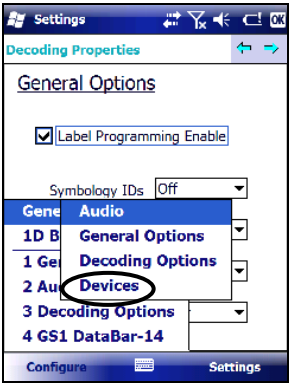 Settings
OK
Decoding Properties
General Options
Label Programming Enable
Symbology IDs Off
Gene
Audio
1D B
General Options
1 Ge
Decoding Options
2 Au
Devices
3 Decoding Options
4 GS1 DataBar-14
Configure Settings